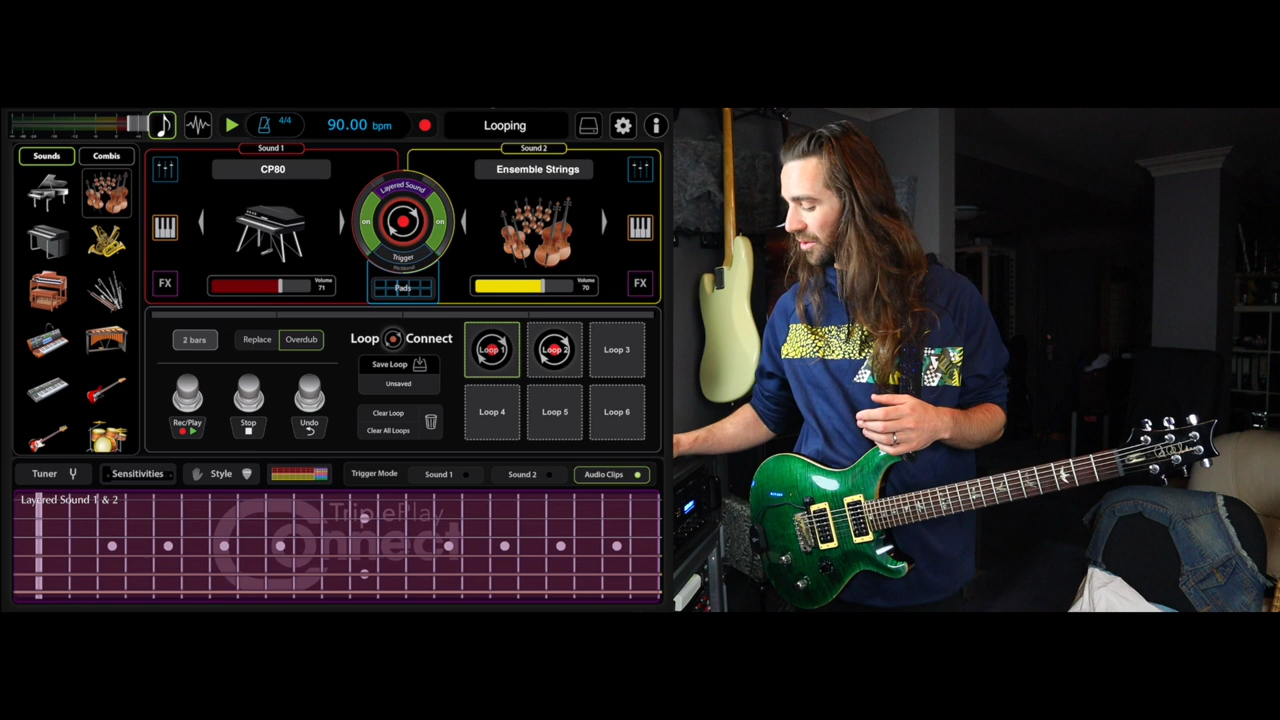 4/4
90.00 bpm
Looping
Sounds
Combis
Sound 1
Sound 2
CP80
Ensemble Strings
Layered Sound
on
on
Trigger
Pads
FX
Volume
71
Volume
70
FX
2 bars
Replace
Overdub
Loop Connect
Save Loop
Unsaved
Clear Loop
Clear All Loops
Rec/Play
Stop
Undo
Loop 1
Loop 2
Loop 3
Loop 4
Loop 5
Loop 6
Tuner
Sensitivities
Style
Trigger Mode
Sound 1
Sound 2
Audio Clips
Layered Sound 1 & 2
TriplePlay
Connect